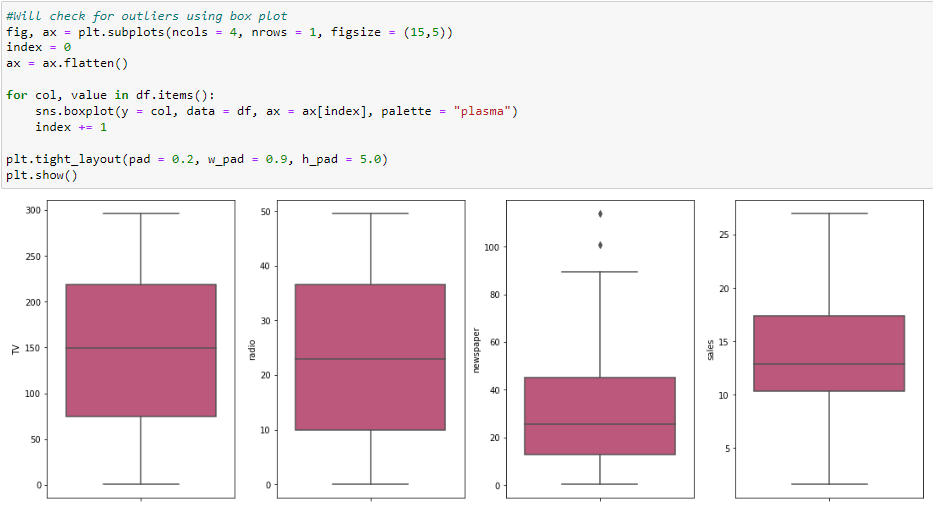 #Will check for outliers using box plot
fig, ax = plt.subplots(ncols = 4, nrows = 1, figsize = (15,5))
index = 0
ax = ax.flatten()
for col, value in df.items():
    sns.boxplot(y = col, data = df, ax = ax[index], palette = "plasma")
    index += 1
plt.tight_layout(pad = 0.2, w_pad = 0.9, h_pad = 5.0)
plt.show()
300
250
200
150
100
50
0
TV
50
40
30
20
10
0
radio
100
80
60
40
20
0
newspaper
25
20
15
10
5
sales